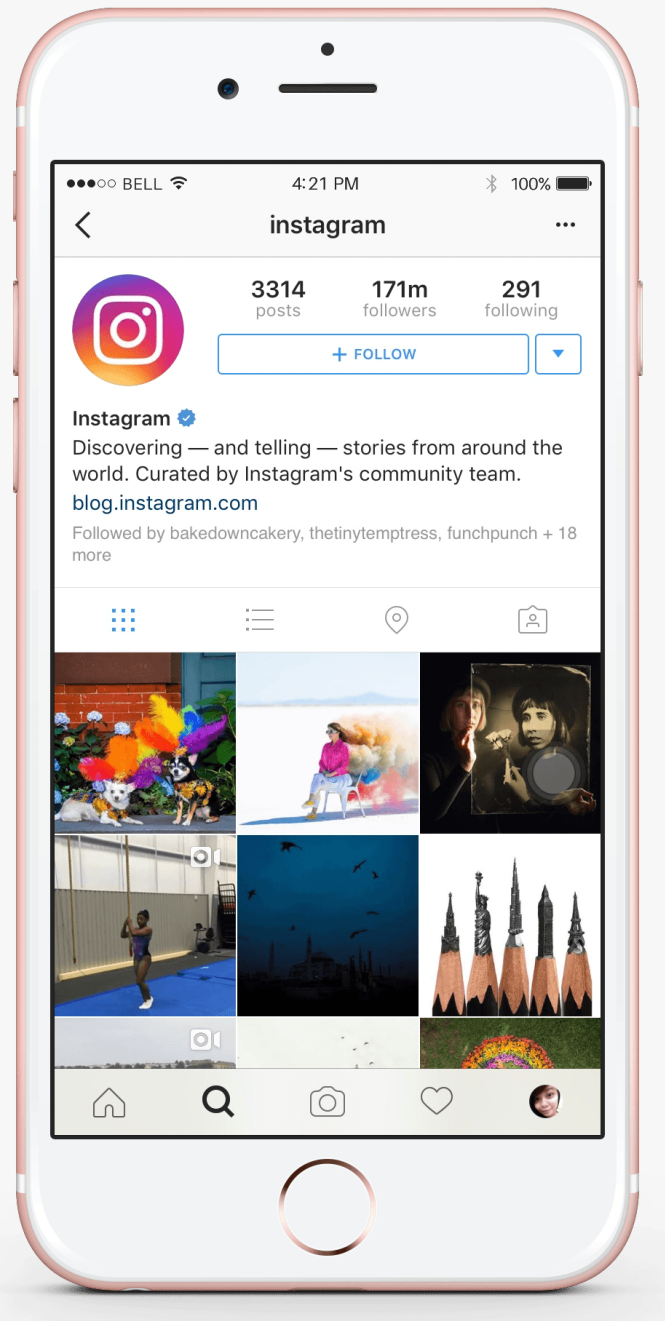 BELL 4:21 PM 100%
instagram
3314 171m 291
posts followers following
+ FOLLOW
Instagram
Discovering — and telling — stories from around the
world. Curated by Instagram's community team.
blog.instagram.com
Followed by bakedowncakery, thetinytemptress, funchpunch + 18
more